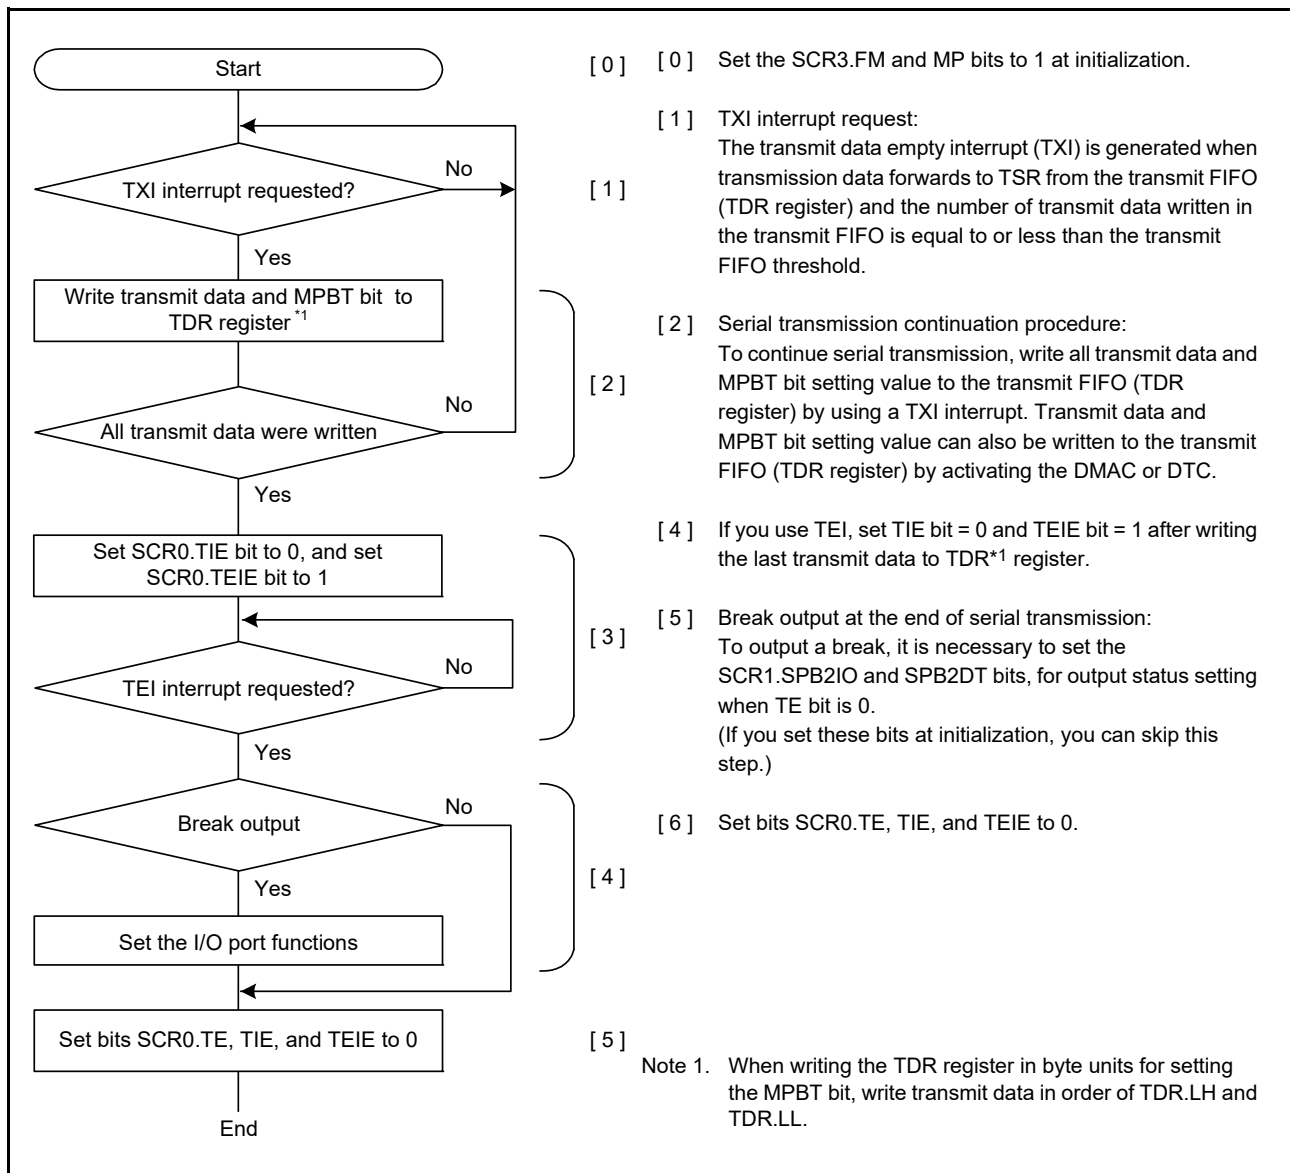 Start
[ 0 ]
TXI interrupt requested?
No
[ 1 ]
Yes
Write transmit data and MPBT bit to
TDR register *1
[ 2 ]
All transmit data were written
No
Yes
Set SCR0.TIE bit to 0, and set
SCR0.TEIE bit to 1
[ 3 ]
TEI interrupt requested?
No
Yes
Break output
No
[ 4 ]
Yes
Set the I/O port functions
Set bits SCR0.TE, TIE, and TEIE to 0
[ 5 ]
End
[ 0 ] Set the SCR3.FM and MP bits to 1 at initialization.
[ 1 ] TXI interrupt request:
The transmit data empty interrupt (TXI) is generated when
transmission data forwards to TSR from the transmit FIFO
(TDR register) and the number of transmit data written in
the transmit FIFO is equal to or less than the transmit
FIFO threshold.
[ 2 ] Serial transmission continuation procedure:
To continue serial transmission, write all transmit data and
MPBT bit setting value to the transmit FIFO (TDR
register) by using a TXI interrupt. Transmit data and
MPBT bit setting value can also be written to the transmit
FIFO (TDR register) by activating the DMAC or DTC.
[ 4 ] If you use TEI, set TIE bit = 0 and TEIE bit = 1 after writing
the last transmit data to TDR*1 register.
[ 5 ] Break output at the end of serial transmission:
To output a break, it is necessary to set the
SCR1.SPB2IO and SPB2DT bits, for output status setting
when TE bit is 0.
(If you set these bits at initialization, you can skip this
step.)
[ 6 ] Set bits SCR0.TE, TIE, and TEIE to 0.
Note 1. When writing the TDR register in byte units for setting
the MPBT bit, write transmit data in order of TDR.LH and
TDR.LL.